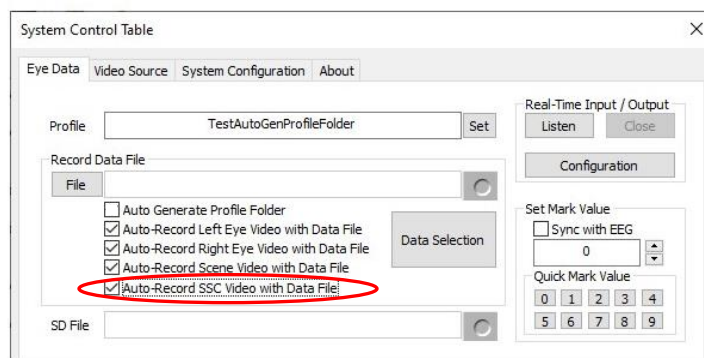 System Control Table
Eye Data Video Source System Configuration About
Profile TestAutoGenProfileFolder Set
Record Data File
File
Auto Generate Profile Folder
Auto-Record Left Eye Video with Data File
Auto-Record Right Eye Video with Data File
Auto-Record Scene Video with Data File
Auto-Record SSC Video with Data File
Data Selection
SD File
Real-Time Input / Output
Listen Close
Configuration
Set Mark Value
Sync with EEG
0
Quick Mark Value
0 1 2 3 4
5 6 7 8 9